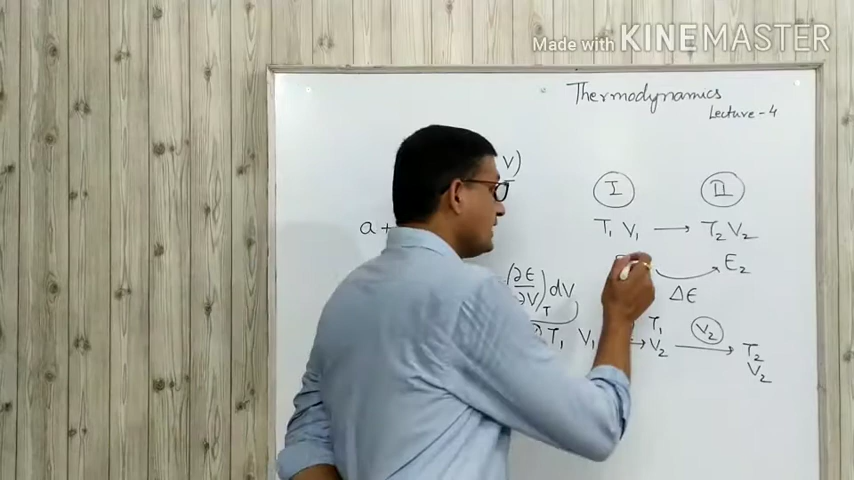 Made with KINEMASTER
Thermodynamics
Lecture - 4
V)
I II
a +
T₁ V₁ → T₂ V₂
E₂
(∂E/∂V)_T dV
ΔE
T₁ V₁ → T₁ V₂ → T₂ V₂
V₂